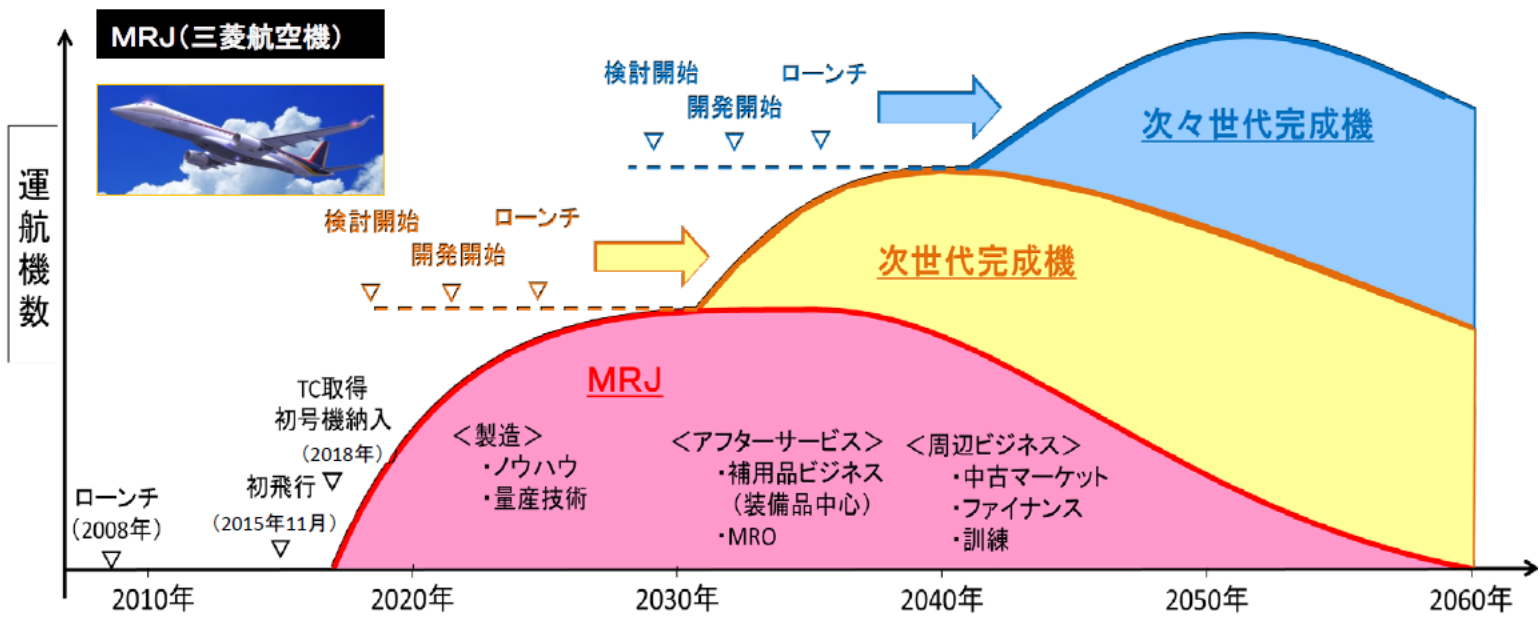 MRJ(三菱航空機)
運航機数
検討開始
開発開始
ローンチ
次々世代完成機
検討開始
開発開始
ローンチ
次世代完成機
MRJ
TC取得
初号機納入
(2018年)
初飛行
(2015年11月)
ローンチ
(2008年)
<製造>
・ノウハウ
・量産技術
<アフターサービス>
・補用品ビジネス
(装備品中心)
・MRO
<周辺ビジネス>
・中古マーケット
・ファイナンス
・訓練
2010年
2020年
2030年
2040年
2050年
2060年